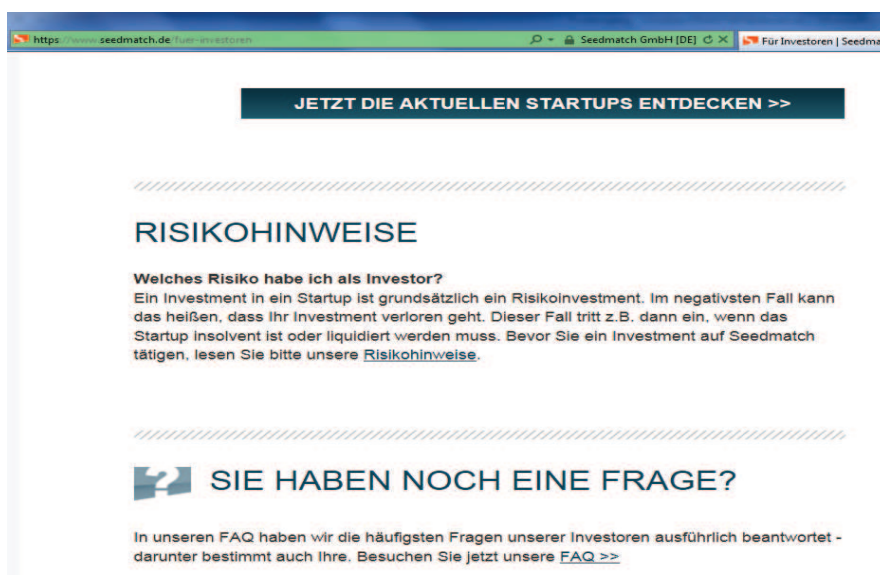 https://www.seedmatch.de/fuer-investoren Seedmatch GmbH [DE] Für Investoren | Seedma
JETZT DIE AKTUELLEN STARTUPS ENTDECKEN >>
RISIKOHINWEISE
Welches Risiko habe ich als Investor?
Ein Investment in ein Startup ist grundsätzlich ein Risikoinvestment. Im negativsten Fall kann
das heißen, dass Ihr Investment verloren geht. Dieser Fall tritt z.B. dann ein, wenn das
Startup insolvent ist oder liquidiert werden muss. Bevor Sie ein Investment auf Seedmatch
tätigen, lesen Sie bitte unsere Risikohinweise.
SIE HABEN NOCH EINE FRAGE?
In unseren FAQ haben wir die häufigsten Fragen unserer Investoren ausführlich beantwortet -
darunter bestimmt auch Ihre. Besuchen Sie jetzt unsere FAQ >>